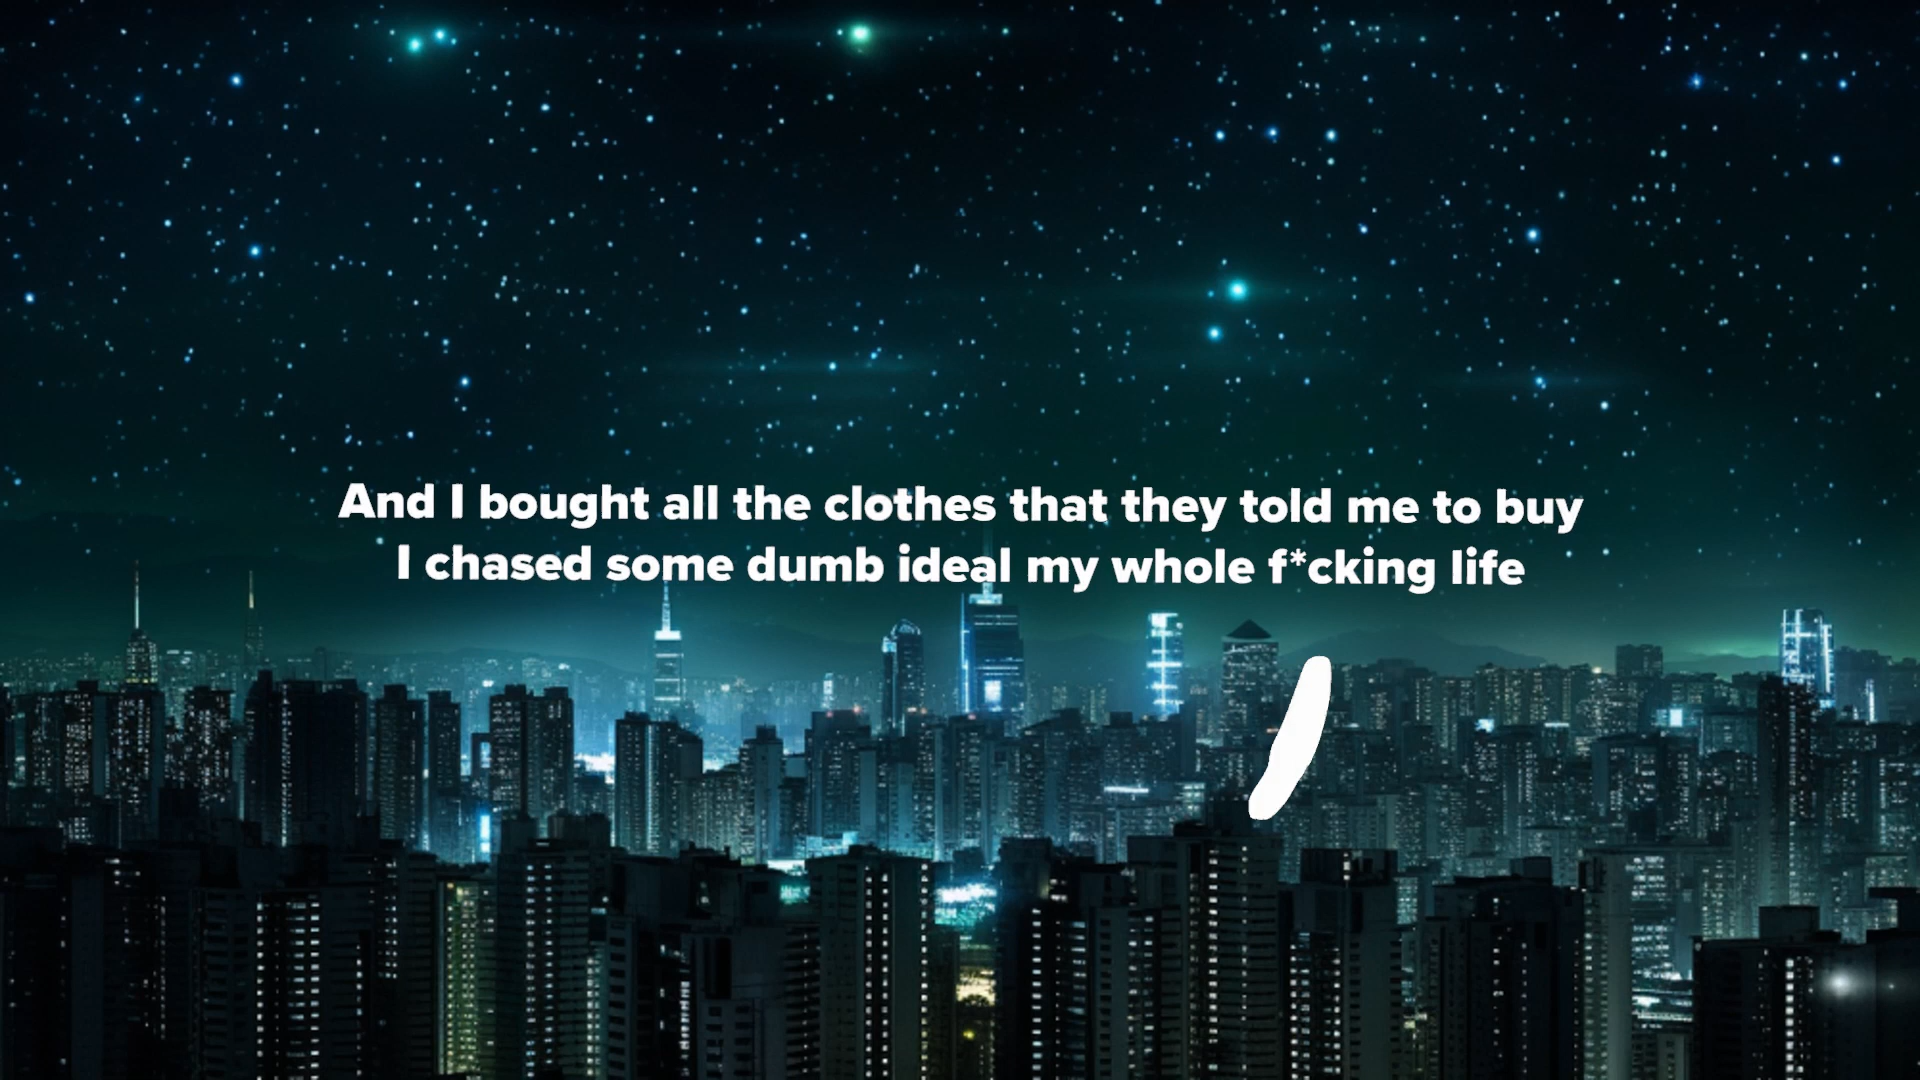 And I bought all the clothes that they told me to buy
I chased some dumb ideal my whole f*cking life